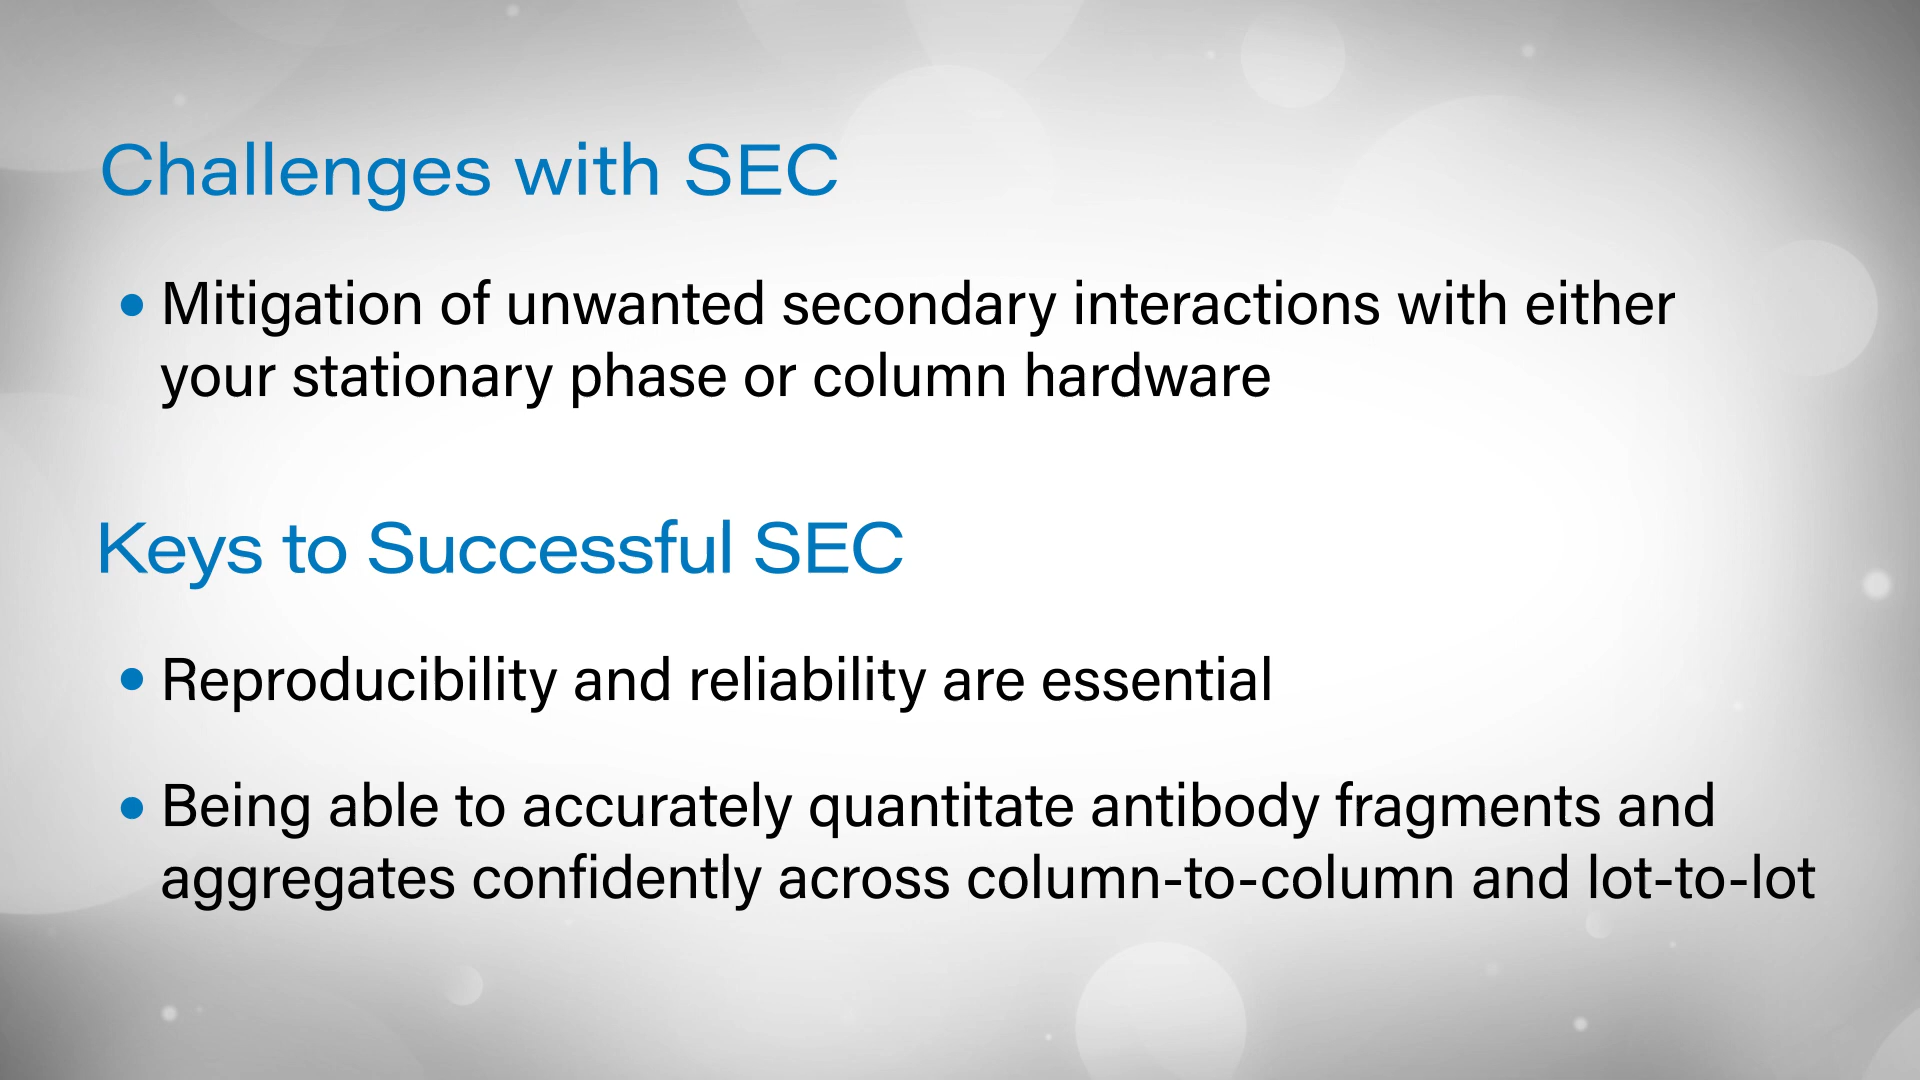 Challenges with SEC
• Mitigation of unwanted secondary interactions with either
your stationary phase or column hardware
Keys to Successful SEC
• Reproducibility and reliability are essential
• Being able to accurately quantitate antibody fragments and
aggregates confidently across column-to-column and lot-to-lot